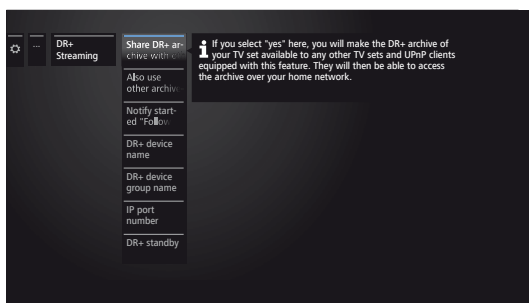 ...
DR+
Streaming
Share DR+ ar-
chive with
Also use
other archive
Notify start-
ed "Follow
DR+ device
name
DR+ device
group name
IP port
number
DR+ standby
i If you select "yes" here, you will make the DR+ archive of
your TV set available to any other TV sets and UPnP clients
equipped with this feature. They will then be able to access
the archive over your home network.